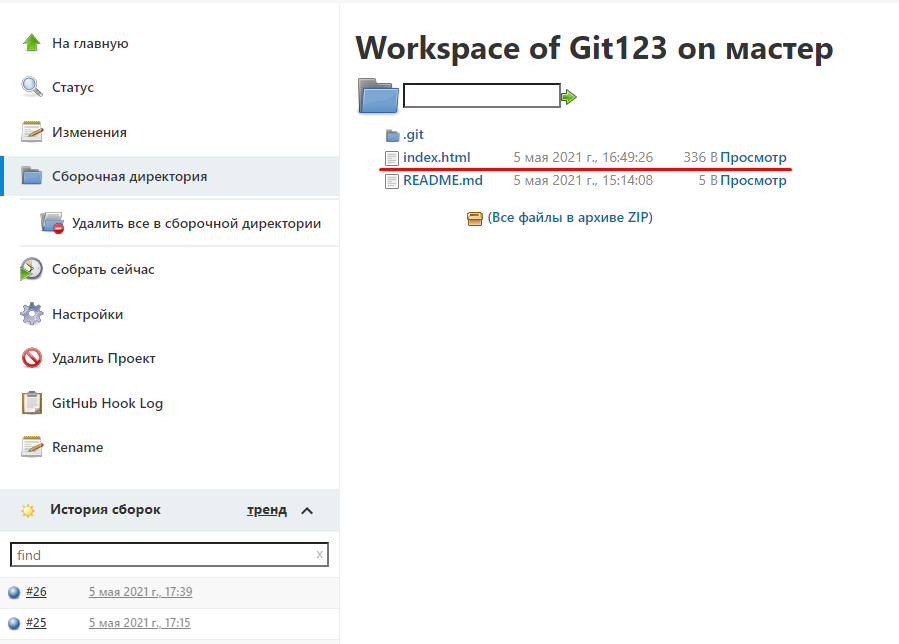 На главную
Статус
Изменения
Сборочная директория
Удалить все в сборочной директории
Собрать сейчас
Настройки
Удалить Проект
GitHub Hook Log
Rename
История сборок тренд
find x
#26 5 мая 2021 г., 17:39
#25 5 мая 2021 г., 17:15
Workspace of Git123 on мастер
.git
index.html 5 мая 2021 г., 16:49:26 336 B Просмотр
README.md 5 мая 2021 г., 15:14:08 5 B Просмотр
(Все файлы в архиве ZIP)